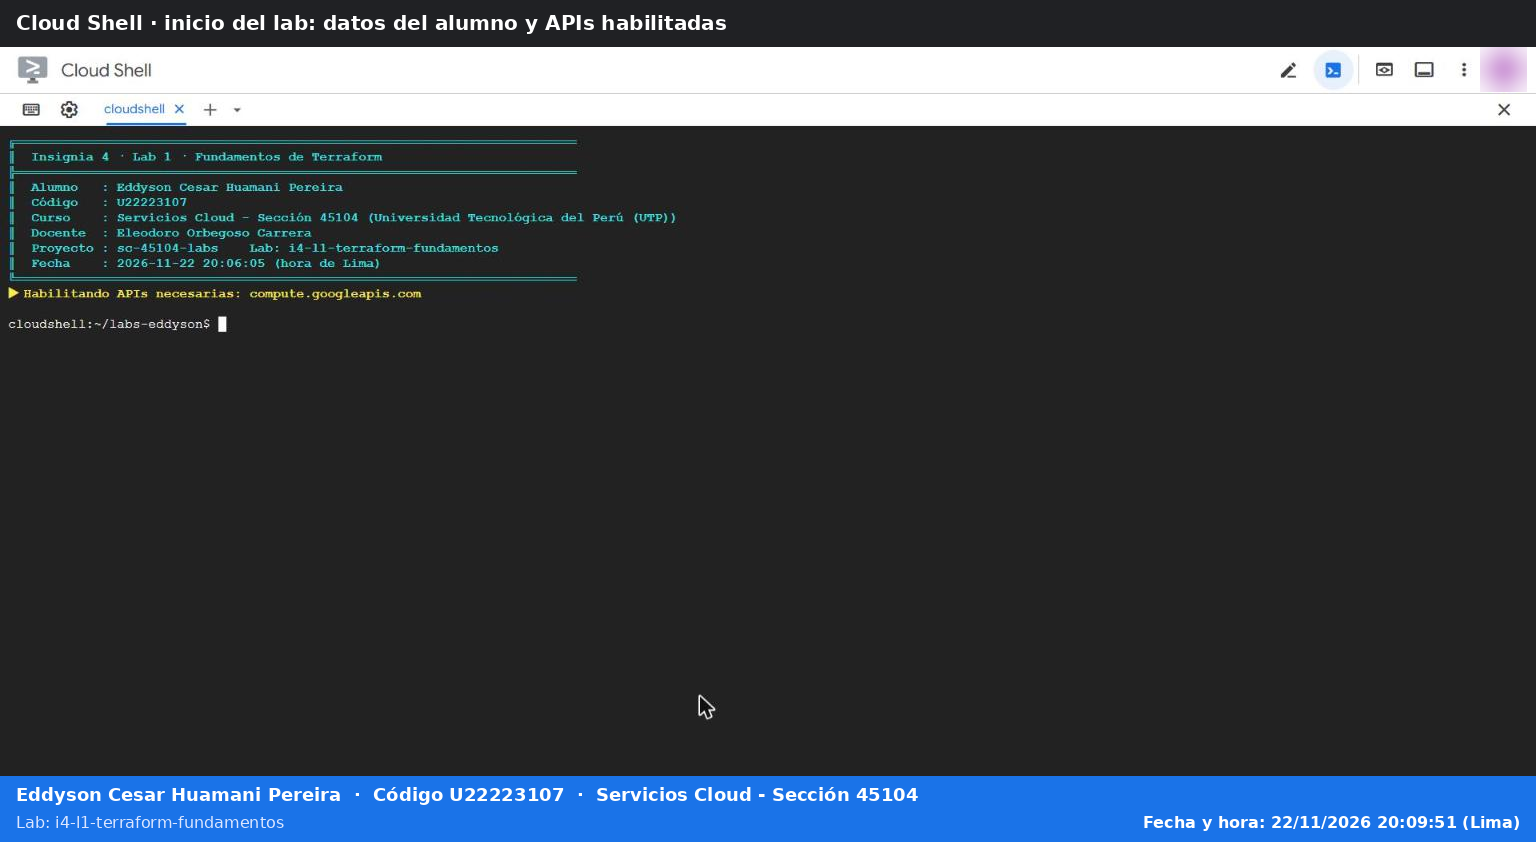 Cloud Shell · inicio del lab: datos del alumno y APIs habilitadas
Cloud Shell
cloudshell
Insignia 4 · Lab 1 · Fundamentos de Terraform
Alumno : Eddyson Cesar Huamani Pereira
Código : U22223107
Curso : Servicios Cloud - Sección 45104 (Universidad Tecnológica del Perú (UTP))
Docente : Eleodoro Orbegoso Carrera
Proyecto : sc-45104-labs Lab: i4-l1-terraform-fundamentos
Fecha : 2026-11-22 20:06:05 (hora de Lima)
▶ Habilitando APIs necesarias: compute.googleapis.com
cloudshell:~/labs-eddyson$
Eddyson Cesar Huamani Pereira · Código U22223107 · Servicios Cloud - Sección 45104
Lab: i4-l1-terraform-fundamentos
Fecha y hora: 22/11/2026 20:09:51 (Lima)